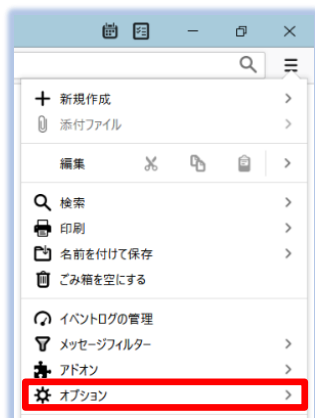 新規作成
添付ファイル
編集
検索
印刷
名前を付けて保存
ごみ箱を空にする
イベントログの管理
メッセージフィルター
アドオン
オプション